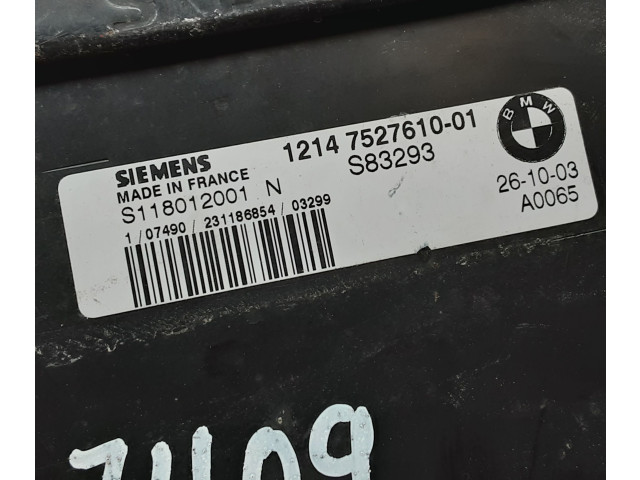 SIEMENS
MADE IN FRANCE
S118012001 N
1 / 07490 / 231186854 / 03299
1214 7527610-01
S83293
BMW
26-10-03
A0065